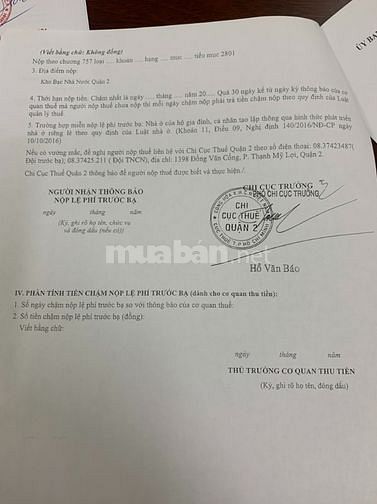 (Viết bằng chữ: Không đồng)
Nộp theo chương 757 loại .... khoản .... hạng .... mục .... tiểu mục 2801
3. Địa điểm nộp:
Kho Bạc Nhà Nước Quận 2
4. Thời hạn nộp tiền: Chậm nhất là ngày ..... tháng .... năm 20..... Quá 30 ngày kể từ ngày ký thông báo của cơ
quan thuế mà người nộp thuế chưa nộp thì mỗi ngày chậm nộp phải trả tiền chậm nộp theo quy định của Luật
quản lý thuế.
5. Trường hợp miễn nộp lệ phí trước bạ: Nhà ở của hộ gia đình, cá nhân tạo lập thông qua hình thức phát triển
nhà ở riêng lẻ theo quy định của Luật nhà ở. (Khoản 11, Điều 09, Nghị định 140/2016/NĐ-CP ngày
10/10/2016)
Nếu có vướng mắc, đề nghị người nộp thuế liên hệ với Chi Cục Thuế Quận 2 theo số điện thoại: 08.37423487(
Đội trước bạ); 08.37425.211 ( Đội TNCN), địa chỉ: 1398 Đồng Văn Cống, P. Thạnh Mỹ Lợi, Quận 2.
Chi Cục Thuế Quận 2 thông báo để người nộp thuế được biết và thực hiện./.
NGƯỜI NHẬN THÔNG BÁO
NỘP LỆ PHÍ TRƯỚC BẠ
ngày tháng năm
(Ký, ghi rõ họ tên, chức vụ
và đóng dấu (nếu có))
CHI CỤC TRƯỞNG
PHÓ CHI CỤC TRƯỞNG
CHI
CỤC THUẾ
QUẬN 2
CỤC THUẾ T.P HỒ CHÍ MINH
Hồ Văn Bảo
muaban.net
IV. PHẦN TÍNH TIỀN CHẬM NỘP LỆ PHÍ TRƯỚC BẠ (dành cho cơ quan thu tiền):
1. Số ngày chậm nộp lệ phí trước bạ so với thông báo của cơ quan thuế:
2. Số tiền chậm nộp lệ phí trước bạ (đồng):
Viết bằng chữ:
ngày tháng năm
THỦ TRƯỞNG CƠ QUAN THU TIỀN
(Ký, ghi rõ họ tên, đóng dấu)
ỦY BA